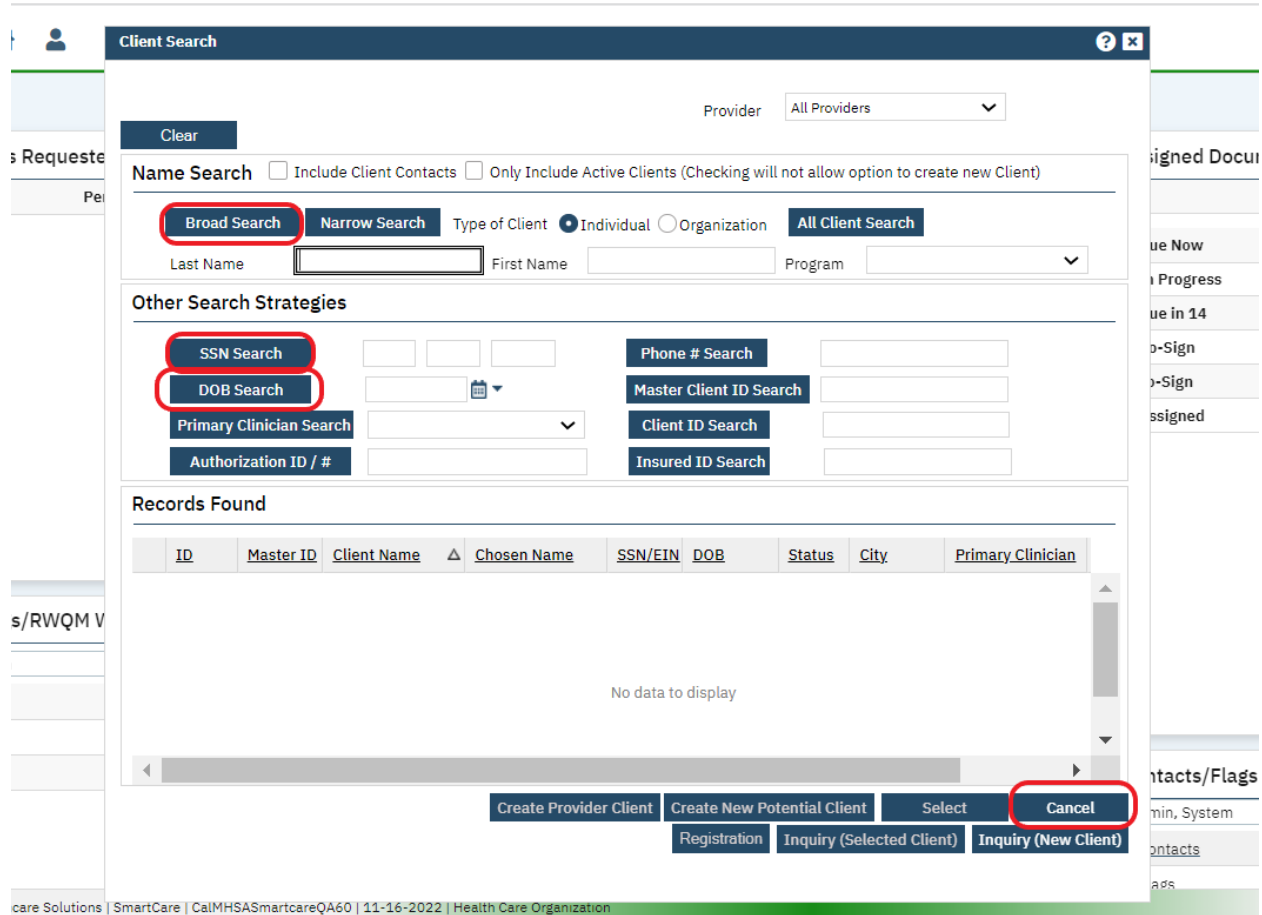 Client Search
Provider All Providers
Clear
s Requeste
Per
Name Search Include Client Contacts Only Include Active Clients (Checking will not allow option to create new Client)
Broad Search Narrow Search Type of Client Individual Organization All Client Search
Last Name First Name Program
Other Search Strategies
SSN Search Phone # Search
DOB Search Master Client ID Search
Primary Clinician Search Client ID Search
Authorization ID / # Insured ID Search
Records Found
ID Master ID Client Name Chosen Name SSN/EIN DOB Status City Primary Clinician
No data to display
Create Provider Client Create New Potential Client Select Cancel
Registration Inquiry (Selected Client) Inquiry (New Client)
igned Docu
ue Now
Progress
ue in 14
o-Sign
o-Sign
ssigned
s/RWQM
ntacts/Flags
min, System
ontacts
ags
care Solutions | SmartCare | CalMHSASmartcareQA60 | 11-16-2022 | Health Care Organization